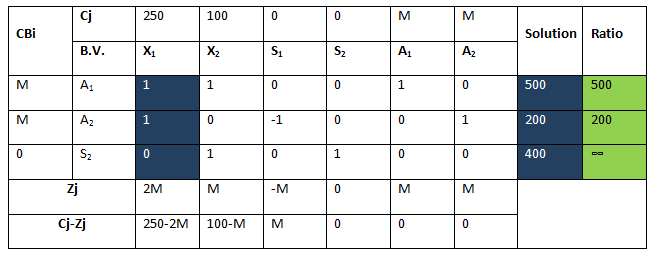 CBi Cj 250 100 0 0 M M Solution Ratio
B.V. X₁ X₂ S₁ S₂ A₁ A₂
M A₁ 1 1 0 0 1 0 500 500
M A₂ 1 0 -1 0 0 1 200 200
0 S₂ 0 1 0 1 0 0 400 ∞
Zj 2M M -M 0 M M
Cj-Zj 250-2M 100-M M 0 0 0